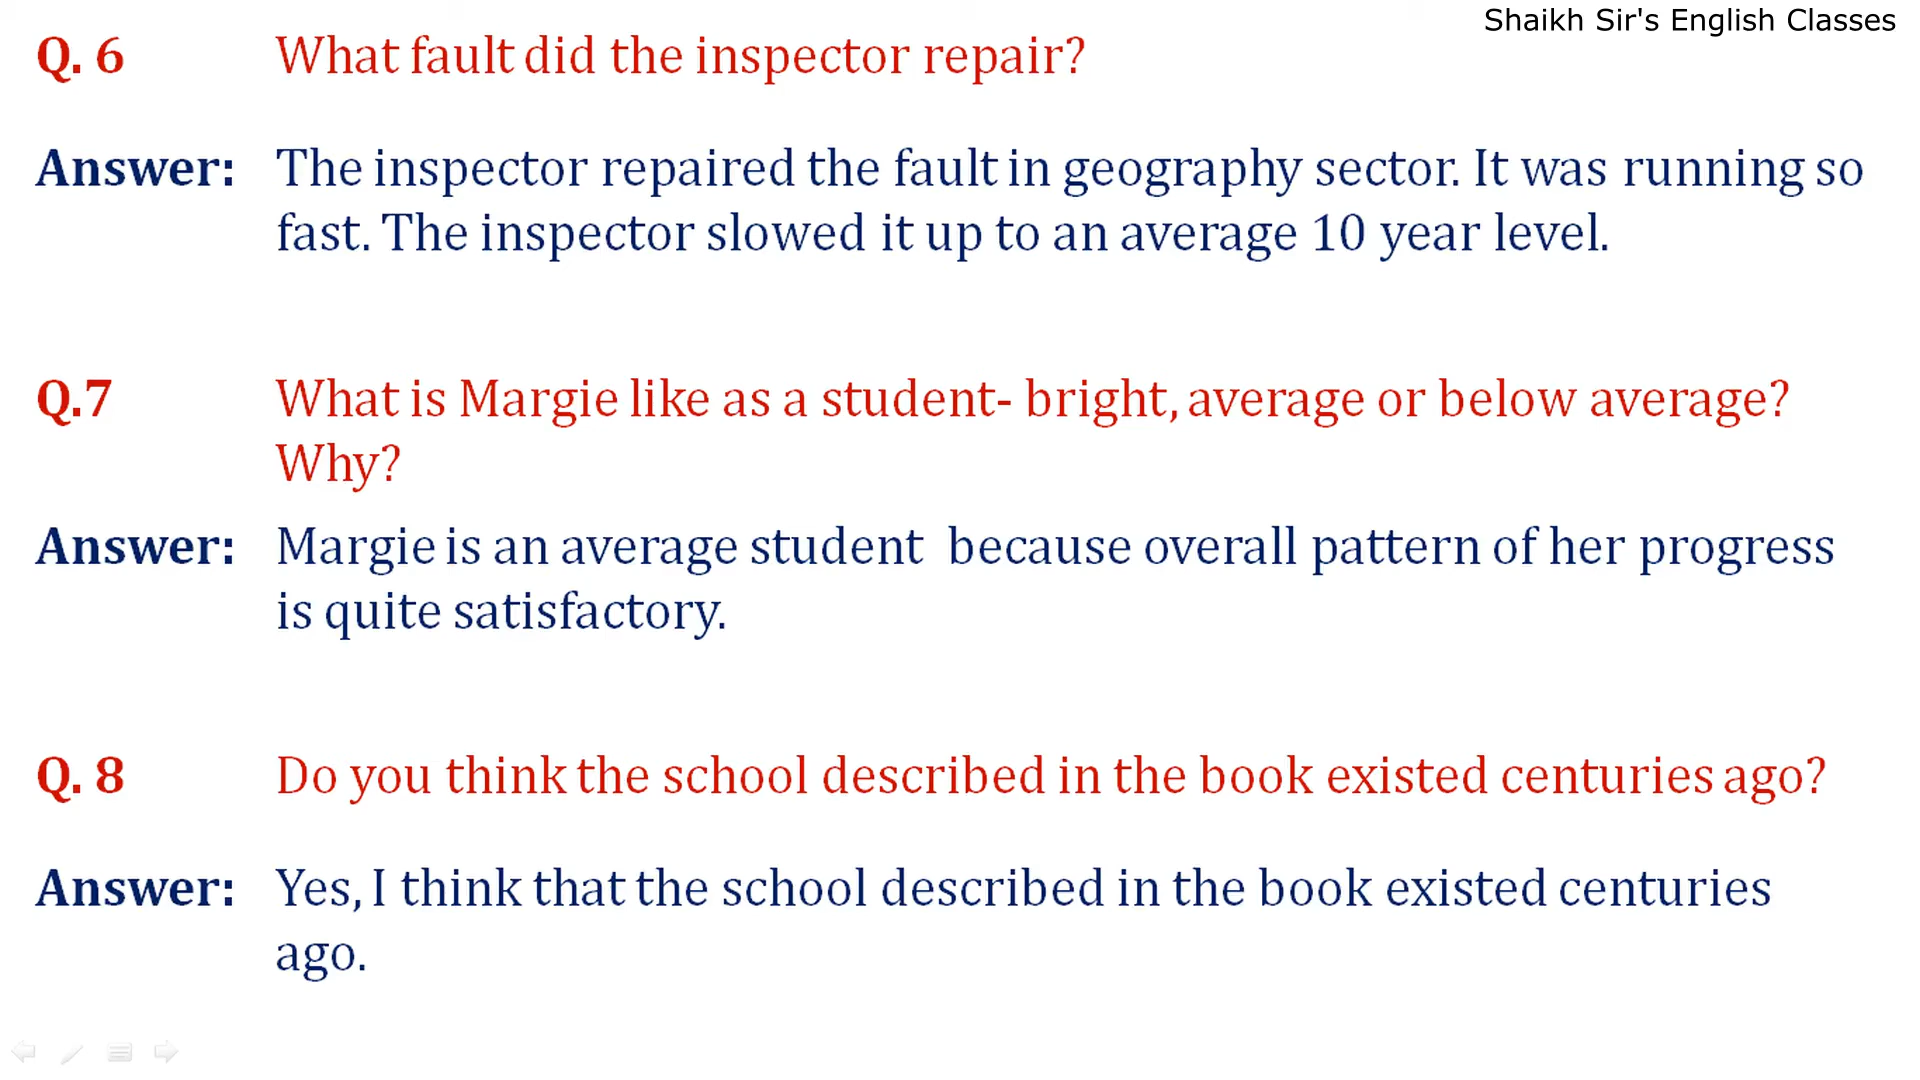 Shaikh Sir's English Classes
Q. 6 What fault did the inspector repair?
Answer: The inspector repaired the fault in geography sector. It was running so
fast. The inspector slowed it up to an average 10 year level.
Q.7 What is Margie like as a student- bright, average or below average?
Why?
Answer: Margie is an average student because overall pattern of her progress
is quite satisfactory.
Q. 8 Do you think the school described in the book existed centuries ago?
Answer: Yes, I think that the school described in the book existed centuries
ago.